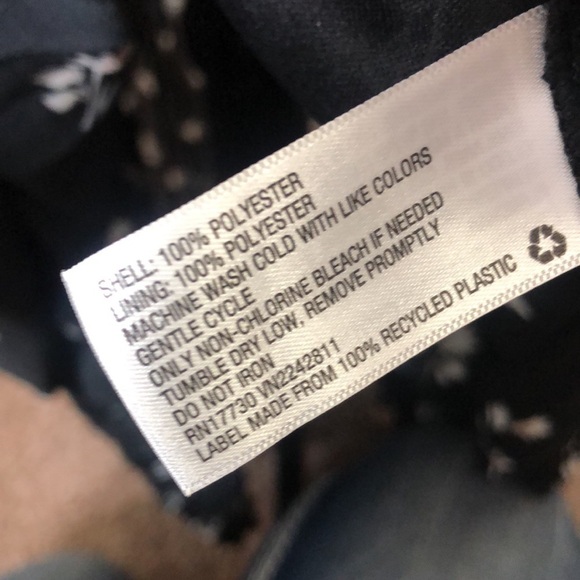 SHELL: 100% POLYESTER
LINING: 100% POLYESTER
MACHINE WASH COLD WITH LIKE COLORS
GENTLE CYCLE
ONLY NON-CHLORINE BLEACH IF NEEDED
TUMBLE DRY LOW, REMOVE PROMPTLY
DO NOT IRON
RN17730 VN2242811
LABEL MADE FROM 100% RECYCLED PLASTIC